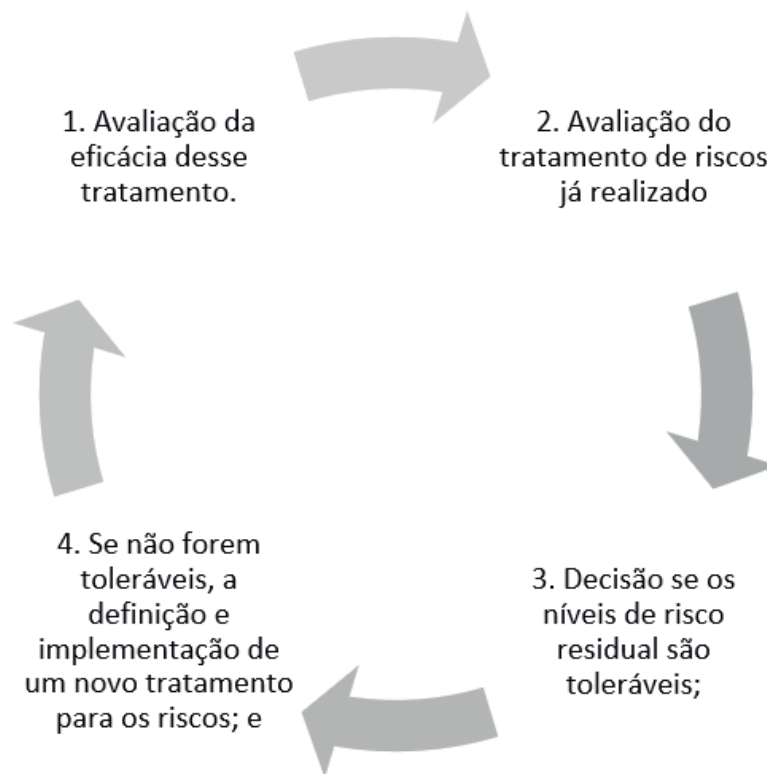 1. Avaliação da
eficácia desse
tratamento.
2. Avaliação do
tratamento de riscos
já realizado
3. Decisão se os
níveis de risco
residual são
toleráveis;
4. Se não forem
toleráveis, a
definição e
implementação de
um novo tratamento
para os riscos; e